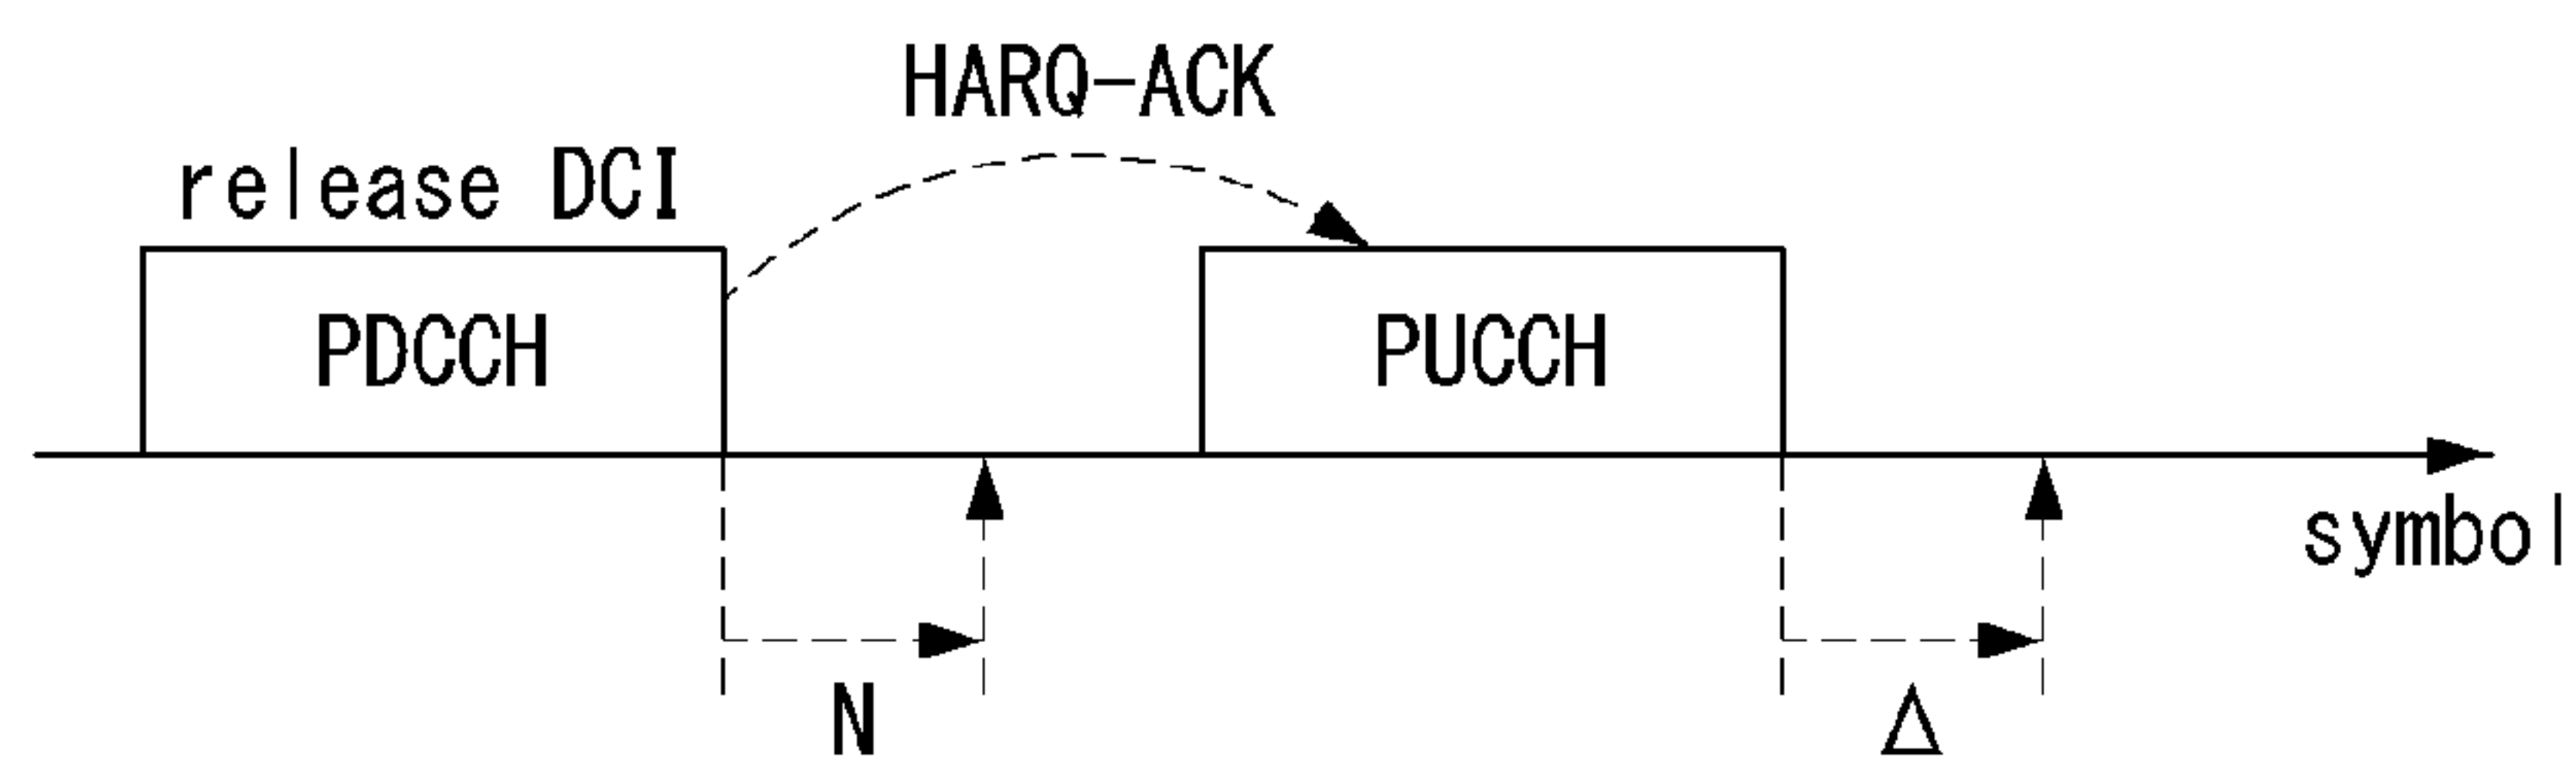 HARQ-ACK
release DCI
PDCCH
PUCCH
symbol
N
Δ